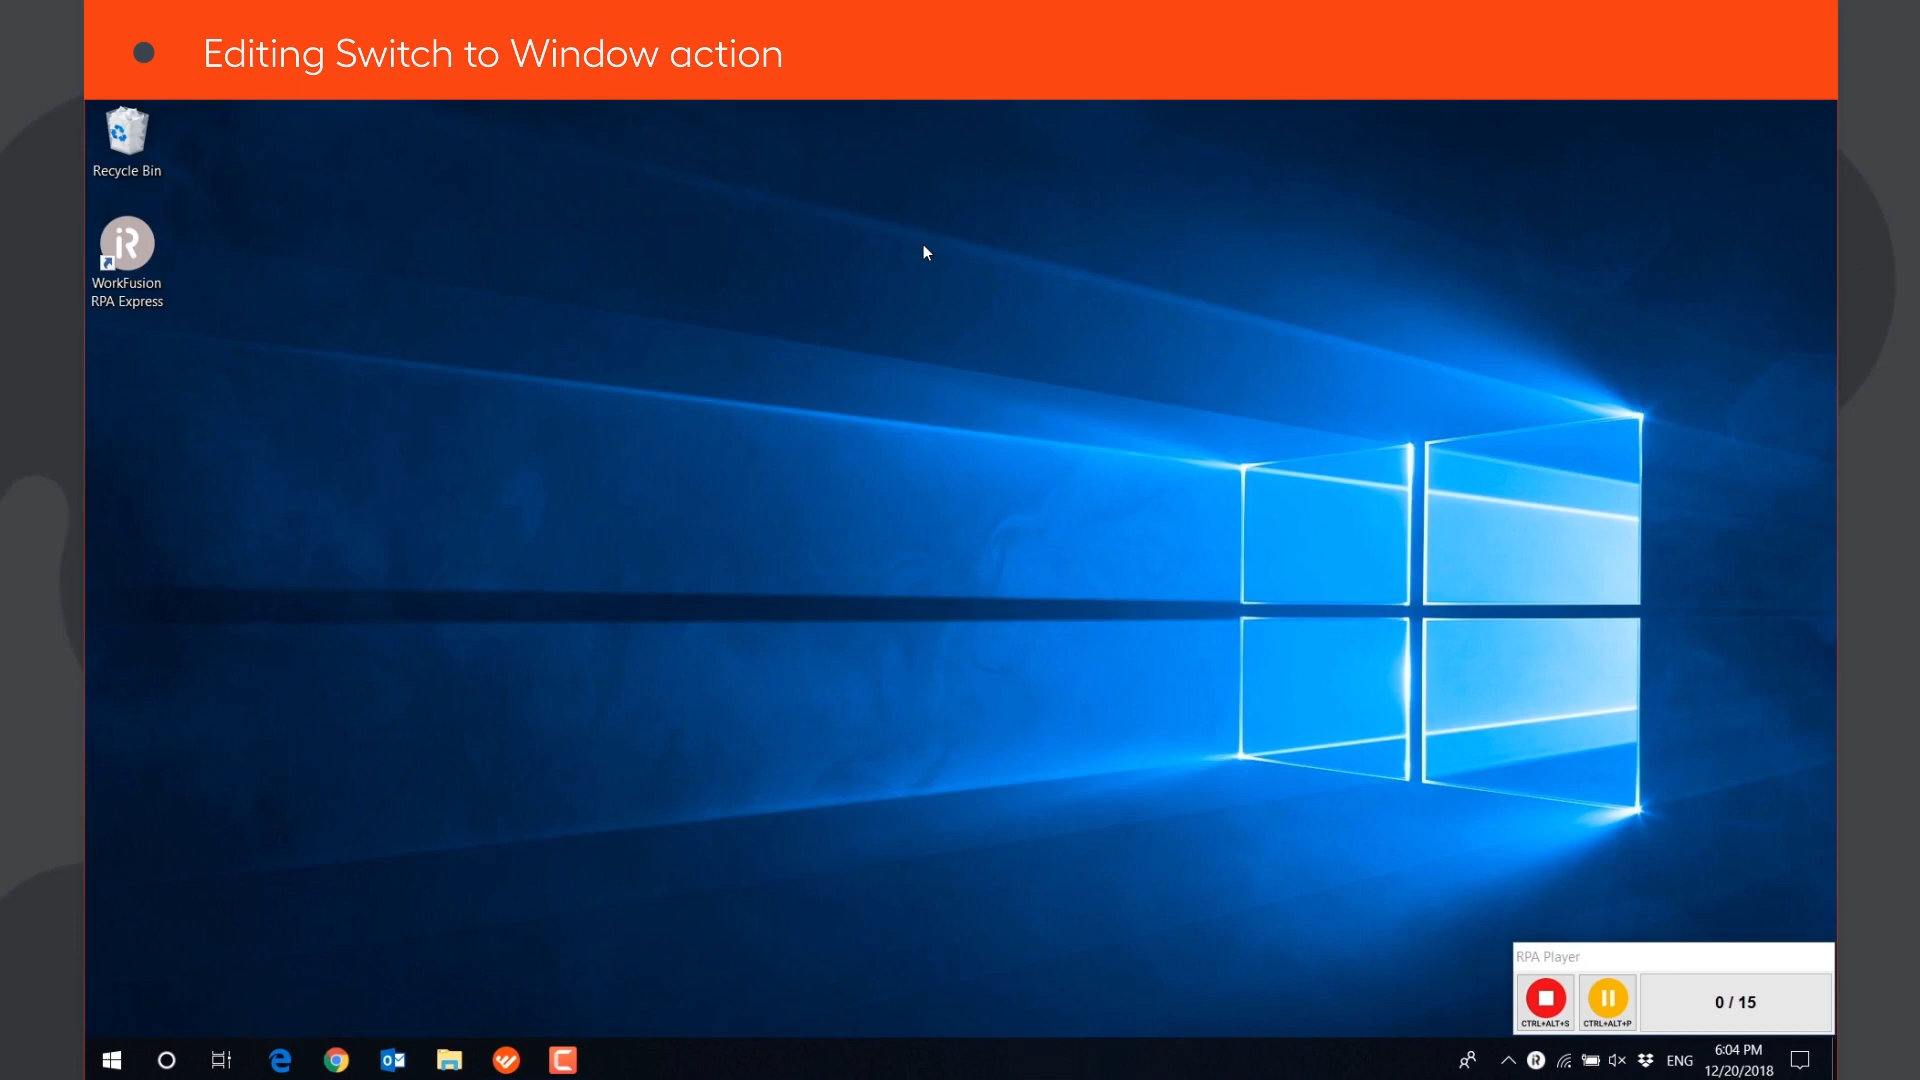 Editing Switch to Window action
Recycle Bin
WorkFusion
RPA Express
RPA Player
CTRL+ALT+S
CTRL+ALT+P
0 / 15
ENG
6:04 PM
12/20/2018